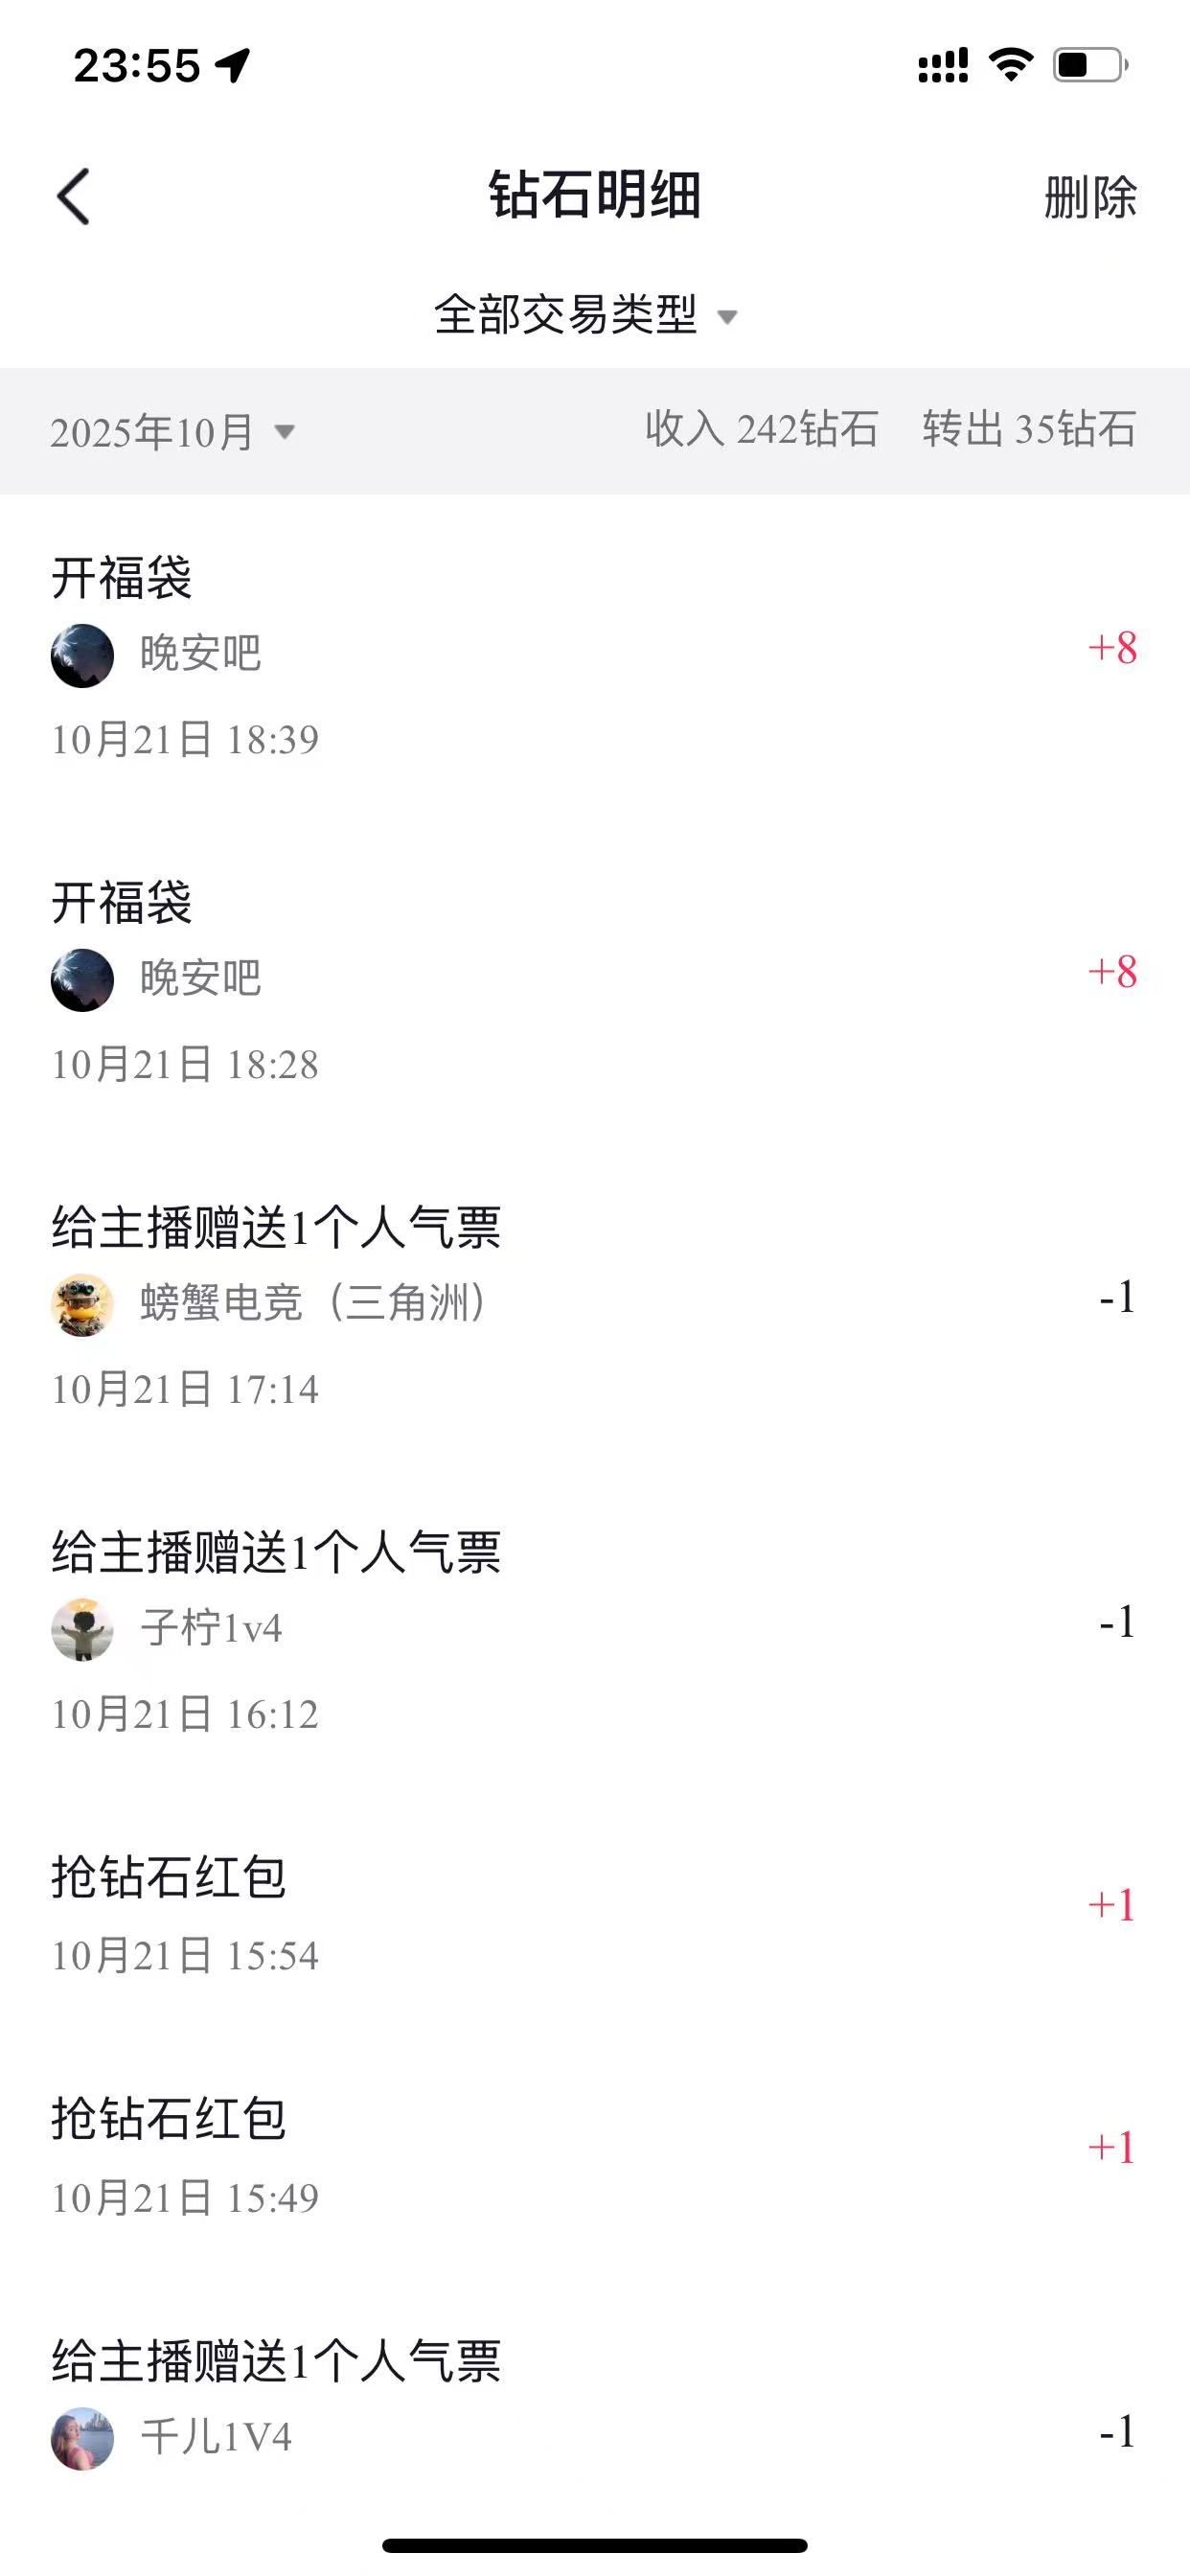 23:55
钻石明细
删除
全部交易类型
2025年10月 收入 242钻石 转出 35钻石
开福袋
晚安吧
+8
10月21日 18:39
开福袋
晚安吧
+8
10月21日 18:28
给主播赠送1个人气票
螃蟹电竞（三角洲）
-1
10月21日 17:14
给主播赠送1个人气票
子柠1v4
-1
10月21日 16:12
抢钻石红包
+1
10月21日 15:54
抢钻石红包
+1
10月21日 15:49
给主播赠送1个人气票
千儿1V4
-1